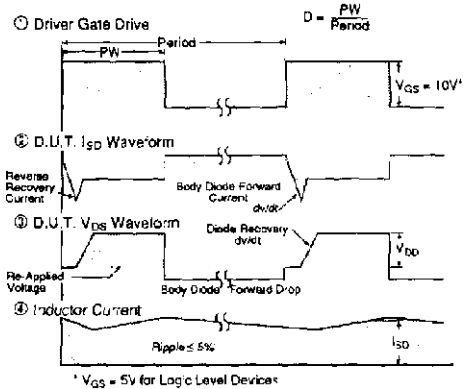 ① Driver Gate Drive
D = PW
Period
Period
PW
VGS = 10V*
② D.U.T. ISD Waveform
Reverse
Recovery
Current
Body Diode Forward
Current
di/dt
③ D.U.T. VDS Waveform
Diode Recovery
dv/dt
VDD
Re-Applied
Voltage
Body Diode Forward Drop
④ Inductor Current
Ripple ≤ 5%
ISD
* VGS = 5V for Logic Level Devices